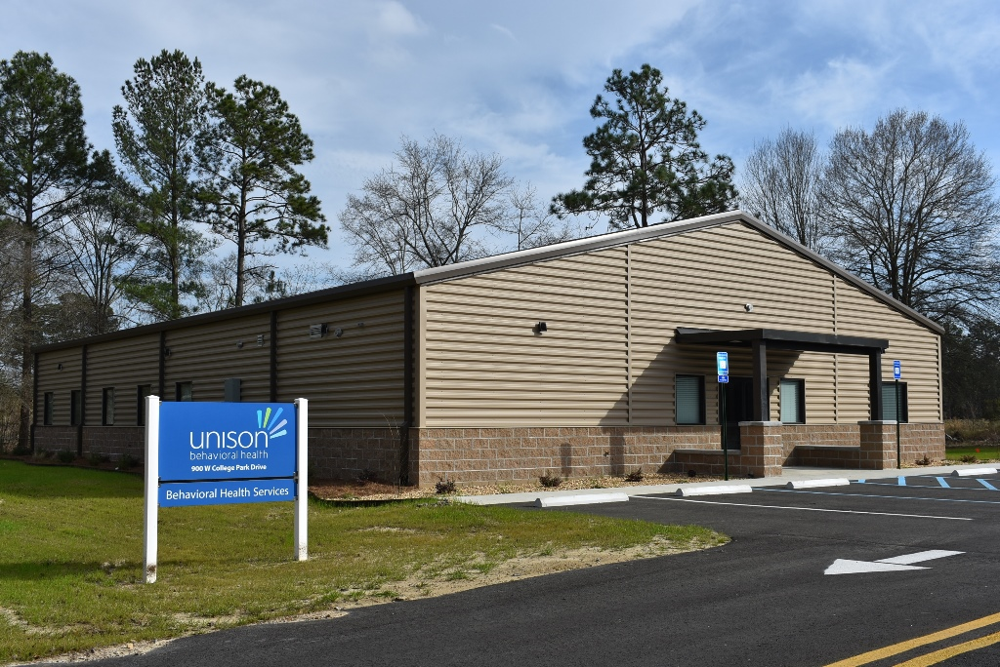 unison
behavioral health
900 W College Park Drive
Behavioral Health Services